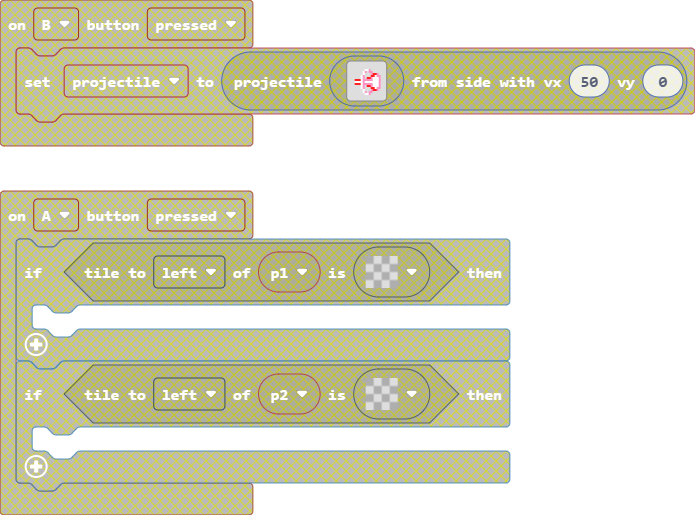 on B button pressed
set projectile to projectile from side with vx 50 vy 0
on A button pressed
if tile to left of p1 is then
if tile to left of p2 is then